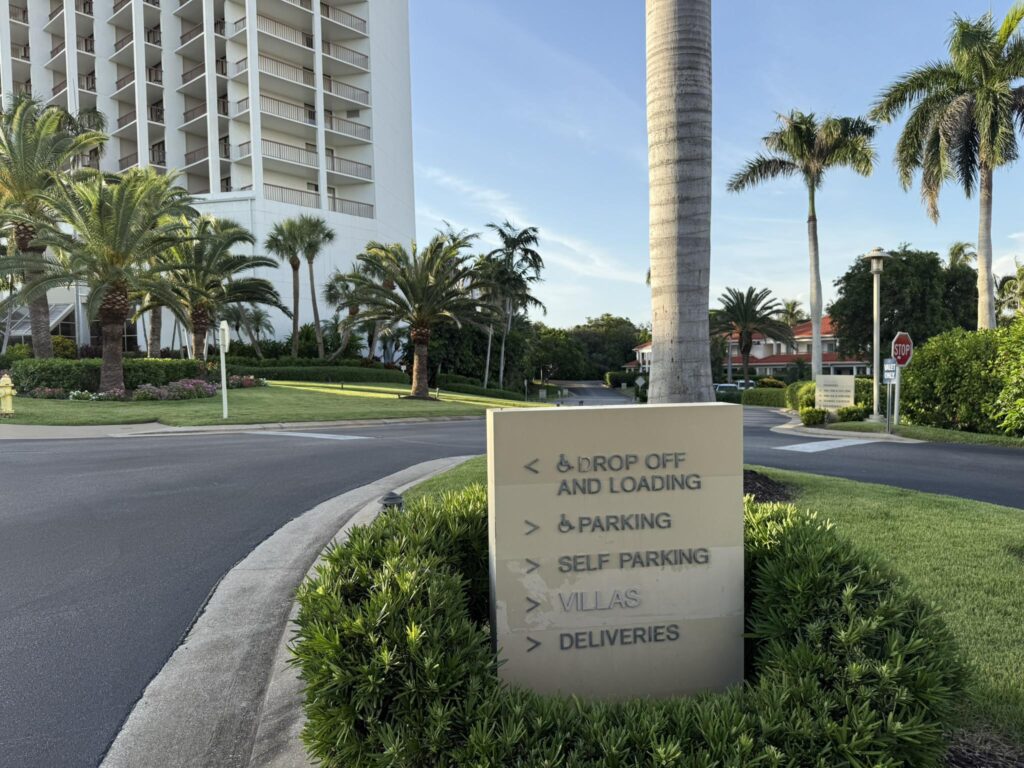 < ♿ DROP OFF
AND LOADING
> ♿ PARKING
> SELF PARKING
> VILLAS
> DELIVERIES
STOP